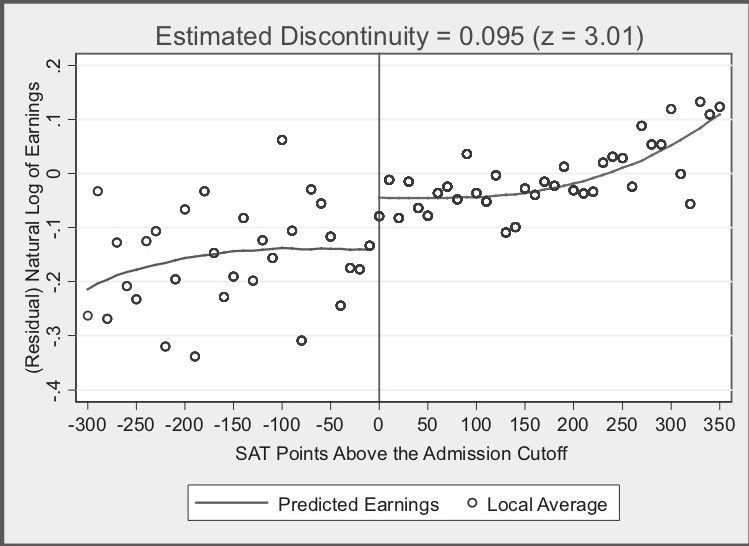 Estimated Discontinuity = 0.095 (z = 3.01)
(Residual) Natural Log of Earnings
.2
.1
0
-.1
-.2
-.3
-.4
-300 -250 -200 -150 -100 -50 0 50 100 150 200 250 300 350
SAT Points Above the Admission Cutoff
Predicted Earnings Local Average